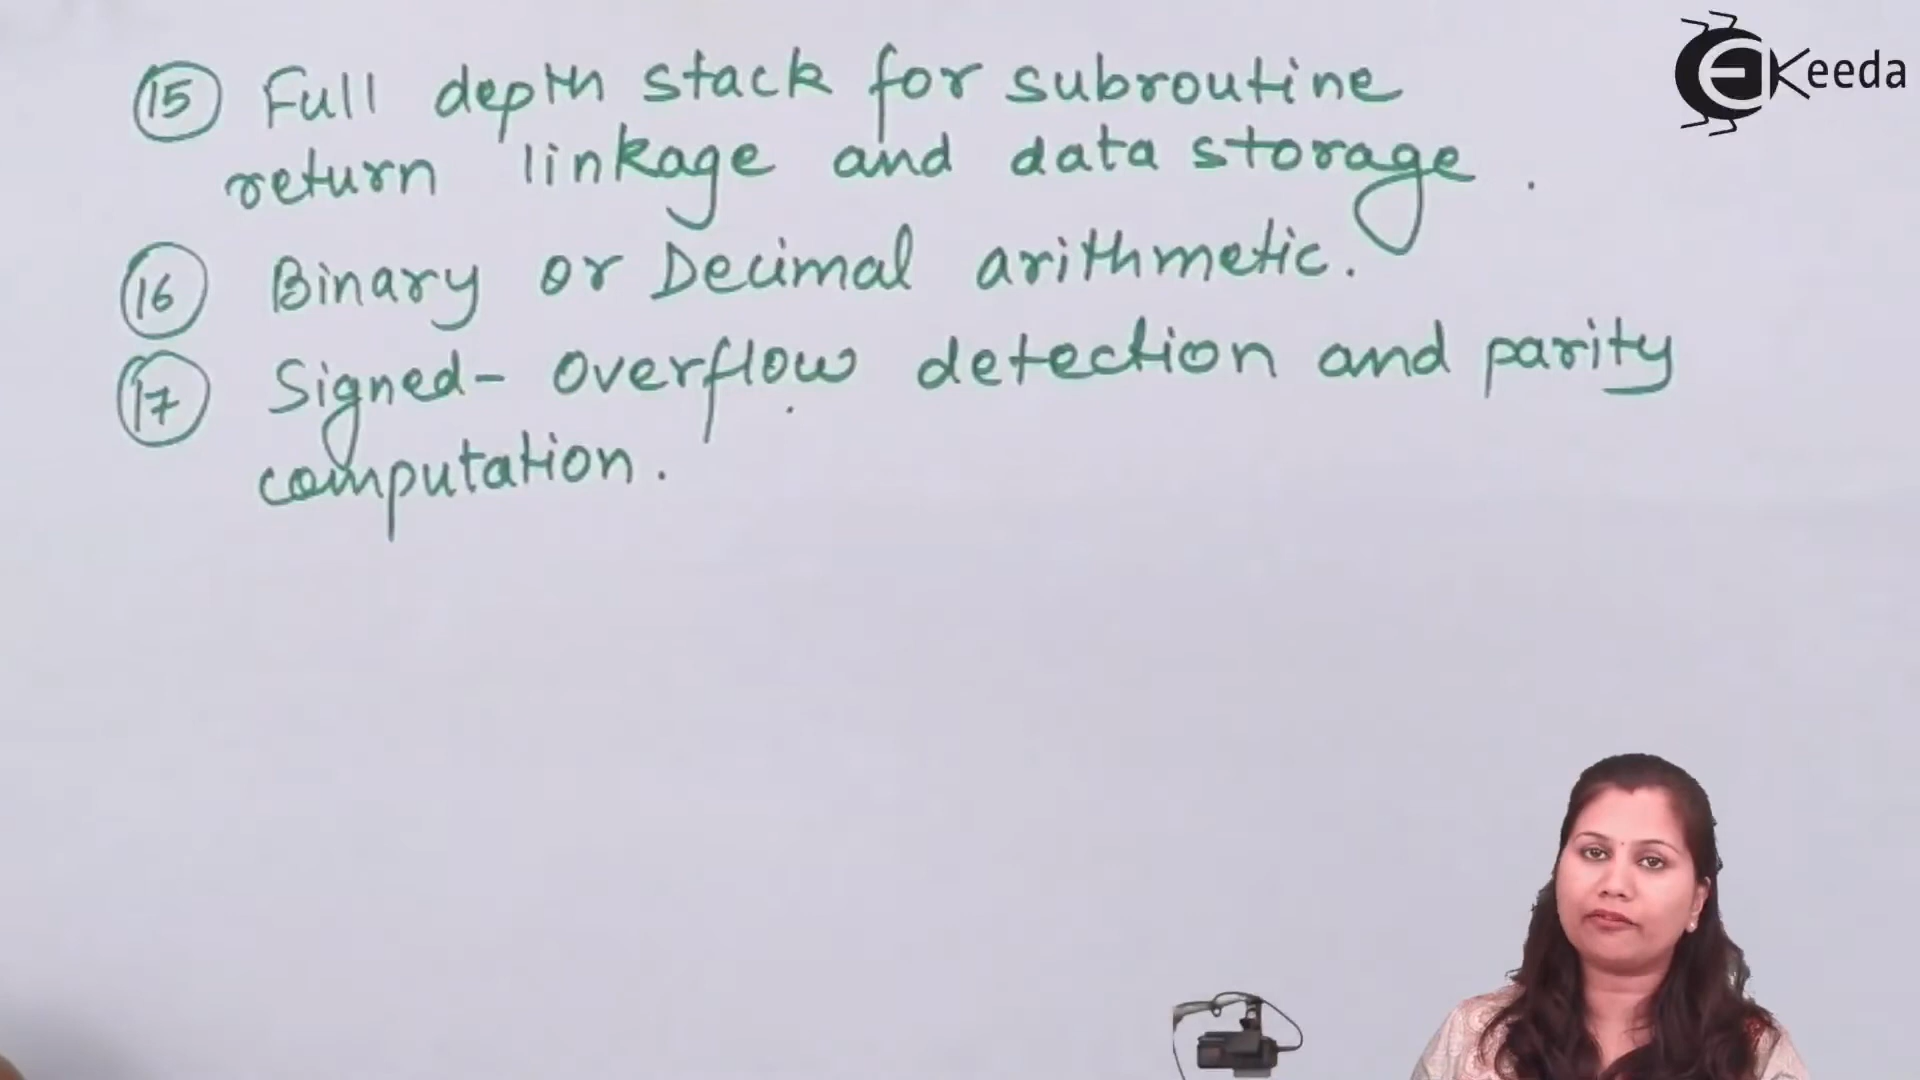 EKeeda
15 Full depth stack for subroutine
return linkage and data storage.
16 Binary or Decimal arithmetic.
17 Signed-overflow detection and parity
computation.